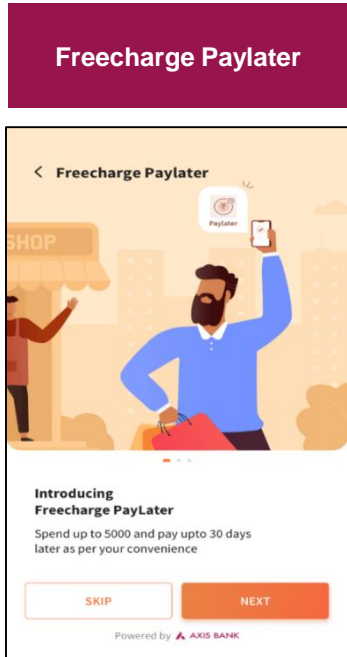 Freecharge Paylater
< Freecharge Paylater
Paylater
SHOP
Introducing
Freecharge PayLater
Spend up to 5000 and pay upto 30 days
later as per your convenience
SKIP
NEXT
Powered by AXIS BANK